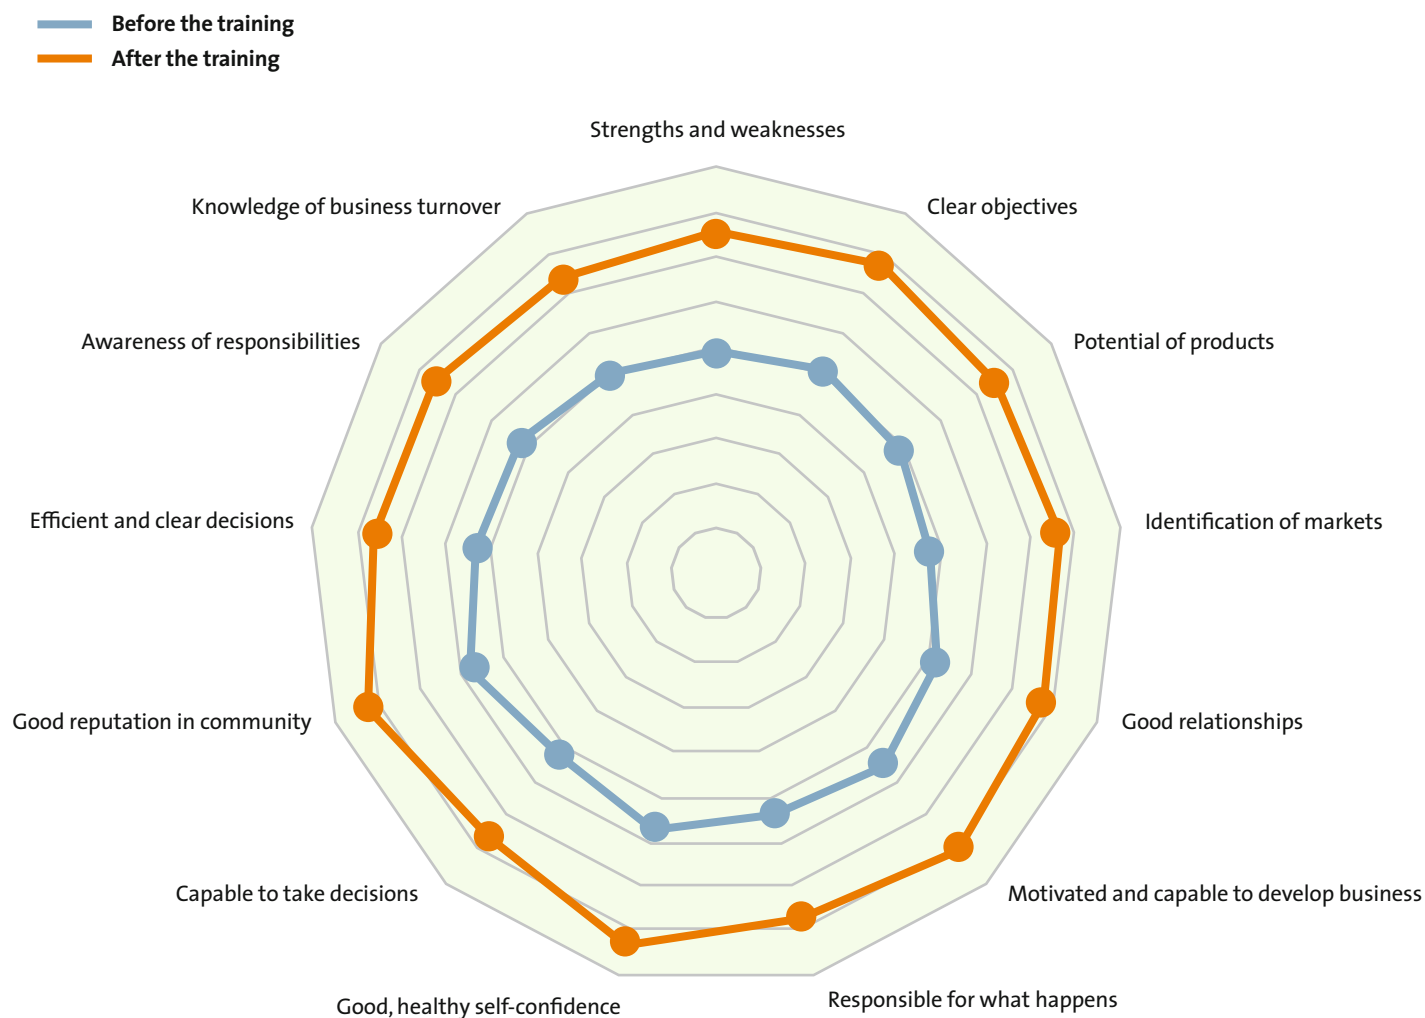 Before the training
After the training
Strengths and weaknesses
Knowledge of business turnover
Clear objectives
Awareness of responsibilities
Potential of products
Efficient and clear decisions
Identification of markets
Good reputation in community
Good relationships
Capable to take decisions
Motivated and capable to develop business
Good, healthy self-confidence
Responsible for what happens